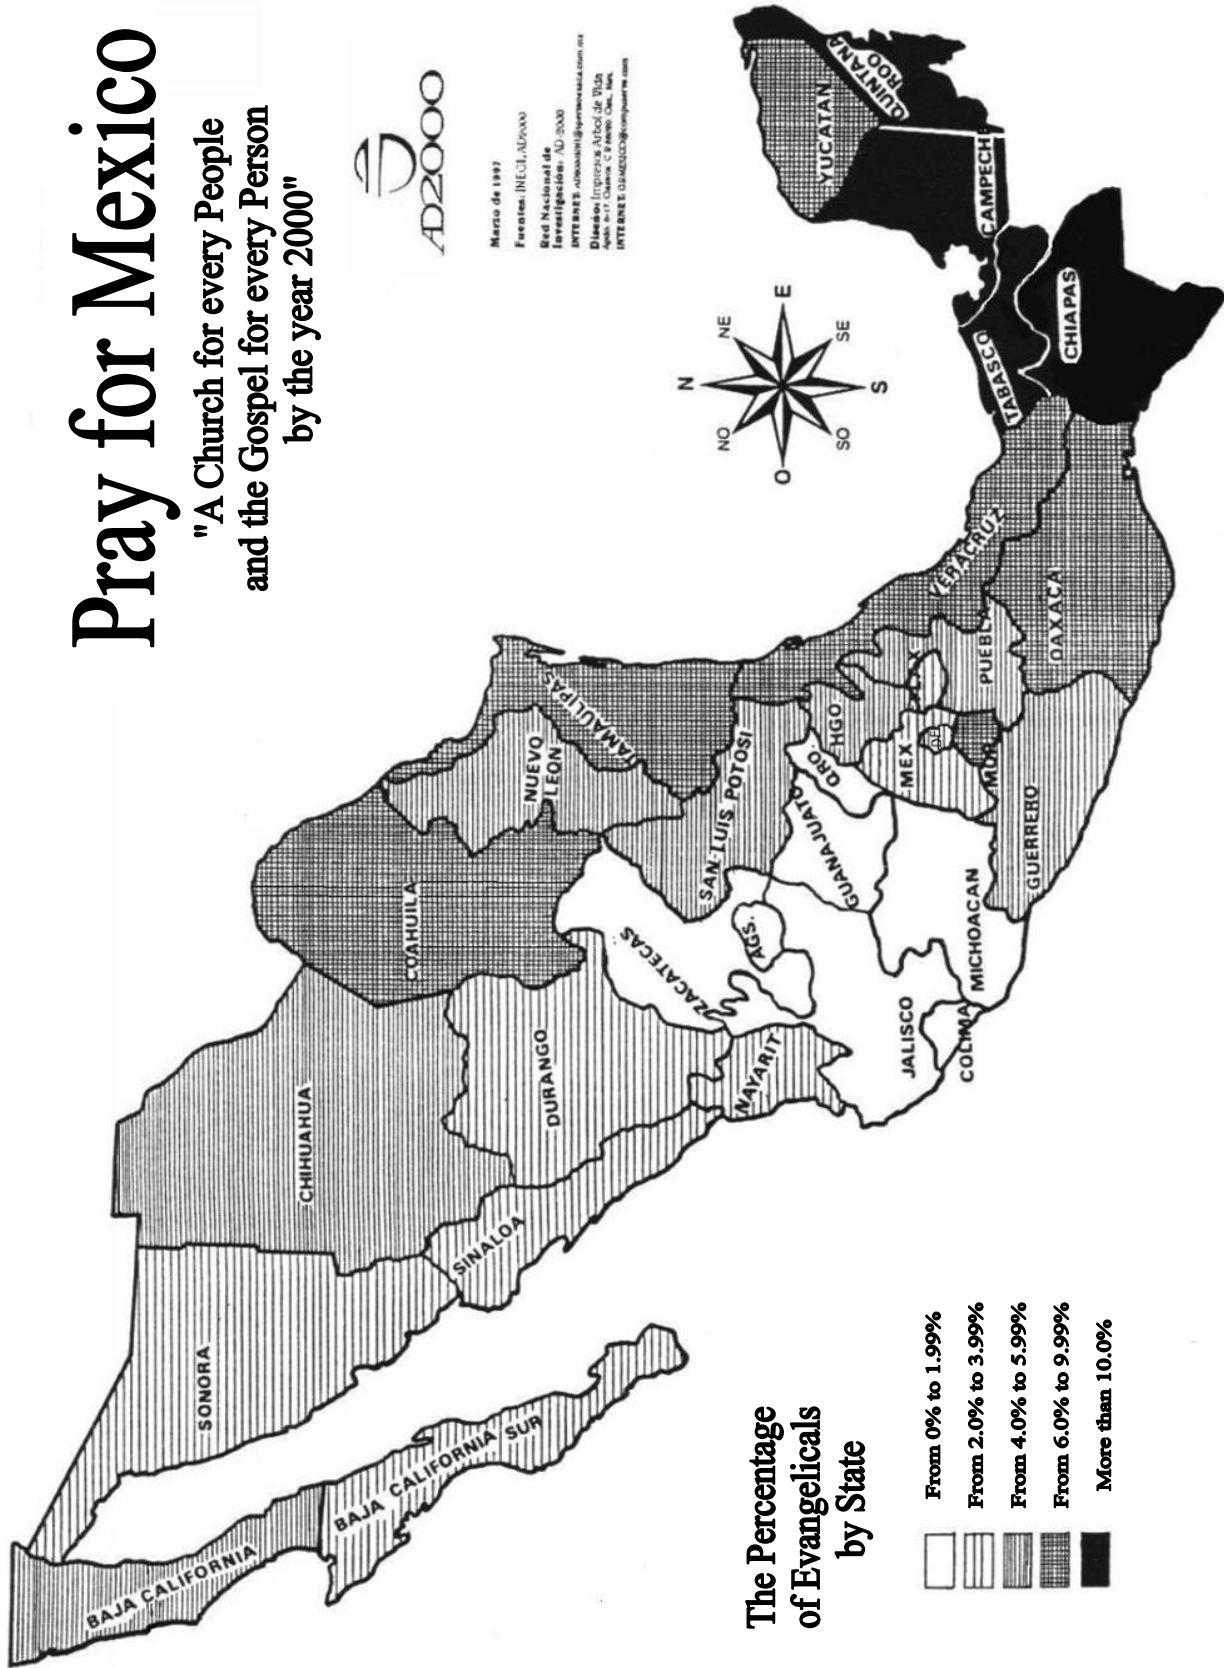 Pray for Mexico
"A Church for every People
and the Gospel for every Person
by the year 2000"
AD2000
Marzo de 1997
Fuentes: INEGI, AD2000
Red Nacional de
Investigación: AD-2000
INTERNET:
Diseño: Impresos Arbol de Vida
INTERNET:
N
NE
E
SE
S
SO
O
NO
BAJA CALIFORNIA
BAJA CALIFORNIA SUR
SONORA
CHIHUAHUA
COAHUILA
NUEVO
LEON
TAMAULIPAS
SINALOA
DURANGO
ZACATECAS
SAN LUIS POTOSI
NAYARIT
AGS.
JALISCO
GUANAJUATO
QRO.
HGO
COLIMA
MICHOACAN
MEX
DF
MOR
PUEBLA
VERACRUZ
GUERRERO
OAXACA
TABASCO
CHIAPAS
CAMPECH
YUCATAN
QUINTANA
ROO
The Percentage
of Evangelicals
by State
From 0% to 1.99%
From 2.0% to 3.99%
From 4.0% to 5.99%
From 6.0% to 9.99%
More than 10.0%